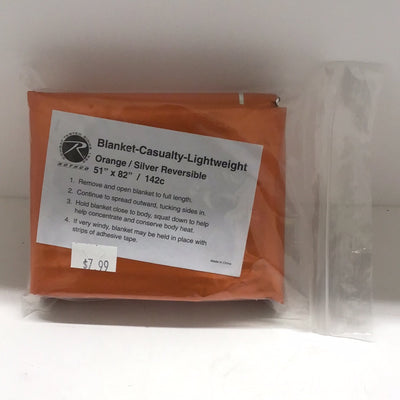 ROTHCO
R
Blanket-Casualty-Lightweight
Orange / Silver Reversible
51" x 82" / 142c
1. Remove and open blanket to full length.
2. Continue to spread outward, tucking sides in.
3. Hold blanket close to body, squat down to help
help concentrate and conserve body heat.
4. If very windy, blanket may be held in place with
strips of adhesive tape.
Made in China
$7.99